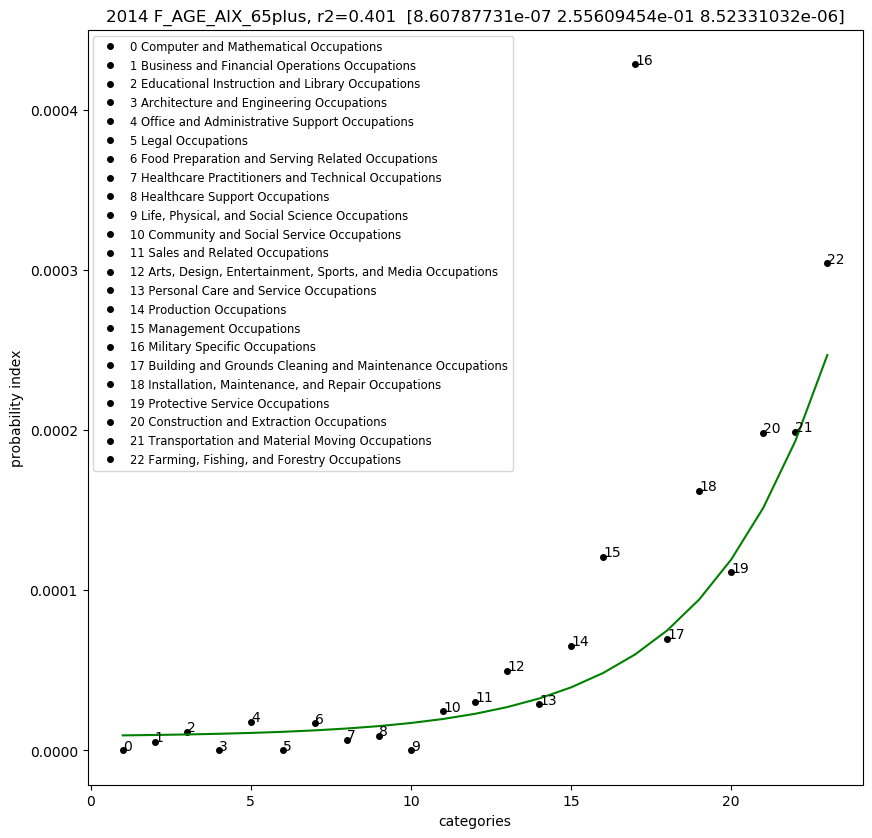 2014 F_AGE_AIX_65plus, r2=0.401  [8.60787731e-07 2.55609454e-01 8.52331032e-06]
0 Computer and Mathematical Occupations
1 Business and Financial Operations Occupations
2 Educational Instruction and Library Occupations
3 Architecture and Engineering Occupations
4 Office and Administrative Support Occupations
5 Legal Occupations
6 Food Preparation and Serving Related Occupations
7 Healthcare Practitioners and Technical Occupations
8 Healthcare Support Occupations
9 Life, Physical, and Social Science Occupations
10 Community and Social Service Occupations
11 Sales and Related Occupations
12 Arts, Design, Entertainment, Sports, and Media Occupations
13 Personal Care and Service Occupations
14 Production Occupations
15 Management Occupations
16 Military Specific Occupations
17 Building and Grounds Cleaning and Maintenance Occupations
18 Installation, Maintenance, and Repair Occupations
19 Protective Service Occupations
20 Construction and Extraction Occupations
21 Transportation and Material Moving Occupations
22 Farming, Fishing, and Forestry Occupations
probability index
0.0004
0.0003
0.0002
0.0001
0.0000
0
1
2
3
4
5
6
7
8
9
10
11
12
13
14
15
16
17
18
19
20
21
22
0 5 10 15 20
categories